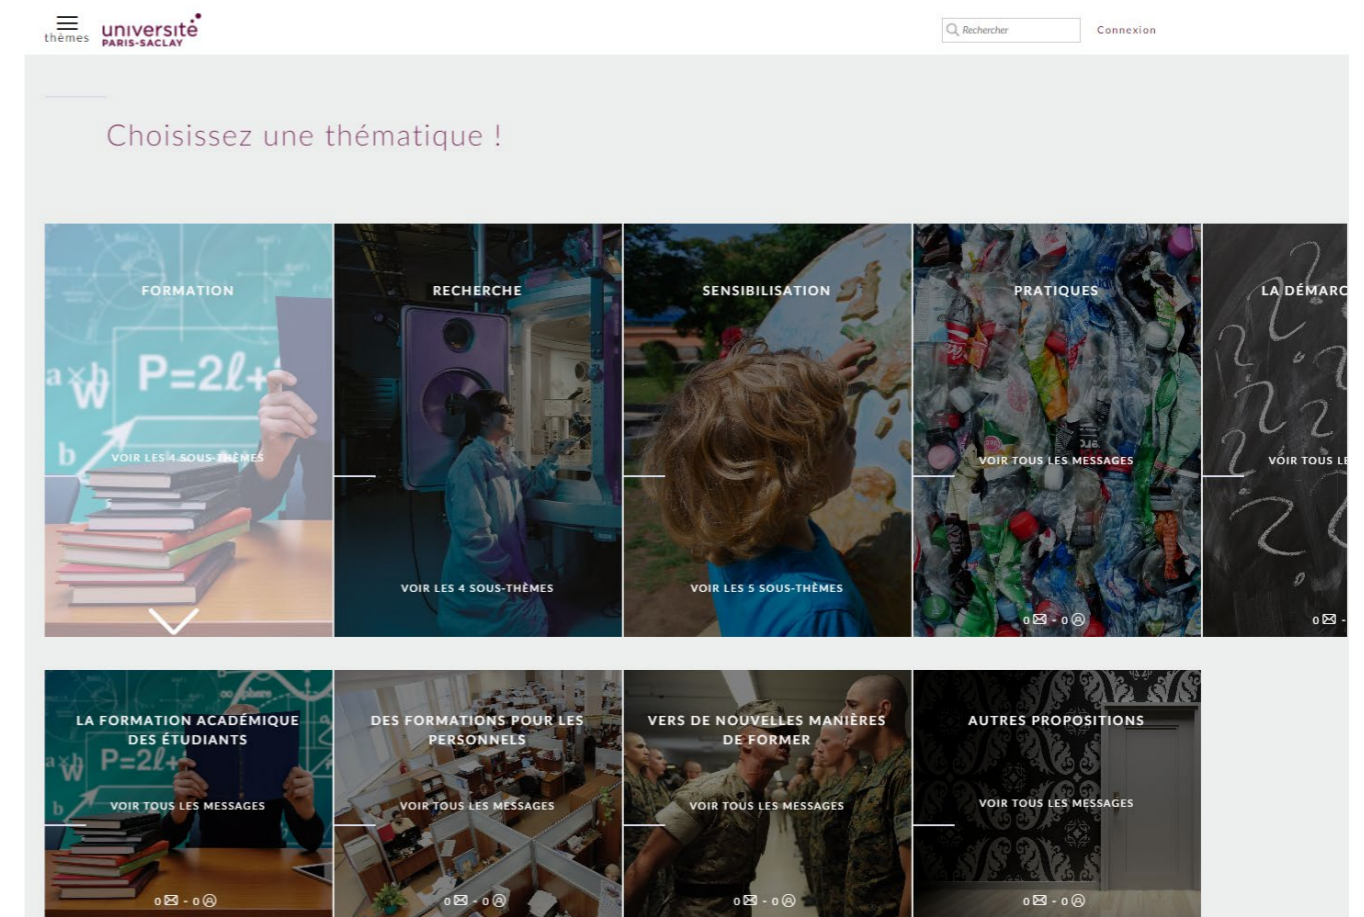 thèmes
université
PARIS-SACLAY
Rechercher
Connexion
Choisissez une thématique !
FORMATION
P=2ℓ+
a×b
W
b
VOIR LES 4 SOUS-THÈMES
RECHERCHE
VOIR LES 4 SOUS-THÈMES
SENSIBILISATION
VOIR LES 5 SOUS-THÈMES
PRATIQUES
VOIR TOUS LES MESSAGES
0 - 0
LA DÉMARC
VOIR TOUS LE
0 -
LA FORMATION ACADÉMIQUE
DES ÉTUDIANTS
P=2ℓ+
a×b
W
b
VOIR TOUS LES MESSAGES
0 - 0
DES FORMATIONS POUR LES
PERSONNELS
VOIR TOUS LES MESSAGES
0 - 0
VERS DE NOUVELLES MANIÈRES
DE FORMER
VOIR TOUS LES MESSAGES
0 - 0
AUTRES PROPOSITIONS
VOIR TOUS LES MESSAGES
0 - 0